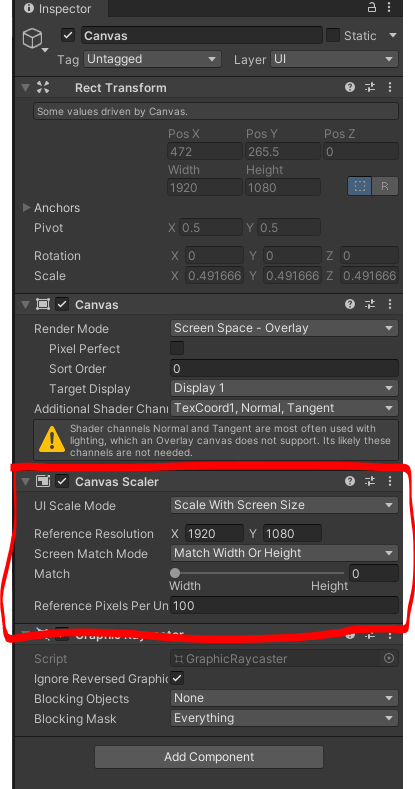 Inspector
Canvas Static
Tag Untagged Layer UI
Rect Transform
Some values driven by Canvas.
Pos X Pos Y Pos Z
472 265.5 0
Width Height
1920 1080 R
Anchors
Pivot X 0.5 Y 0.5
Rotation X 0 Y 0 Z 0
Scale X 0.491666 Y 0.491666 Z 0.491666
Canvas
Render Mode Screen Space - Overlay
Pixel Perfect
Sort Order 0
Target Display Display 1
Additional Shader Chann TexCoord1, Normal, Tangent
Shader channels Normal and Tangent are most often used with
lighting, which an Overlay canvas does not support. Its likely these
channels are not needed.
Canvas Scaler
UI Scale Mode Scale With Screen Size
Reference Resolution X 1920 Y 1080
Screen Match Mode Match Width Or Height
Match 0
Width Height
Reference Pixels Per Un 100
Graphic Raycaster
Script GraphicRaycaster
Ignore Reversed Graphic
Blocking Objects None
Blocking Mask Everything
Add Component